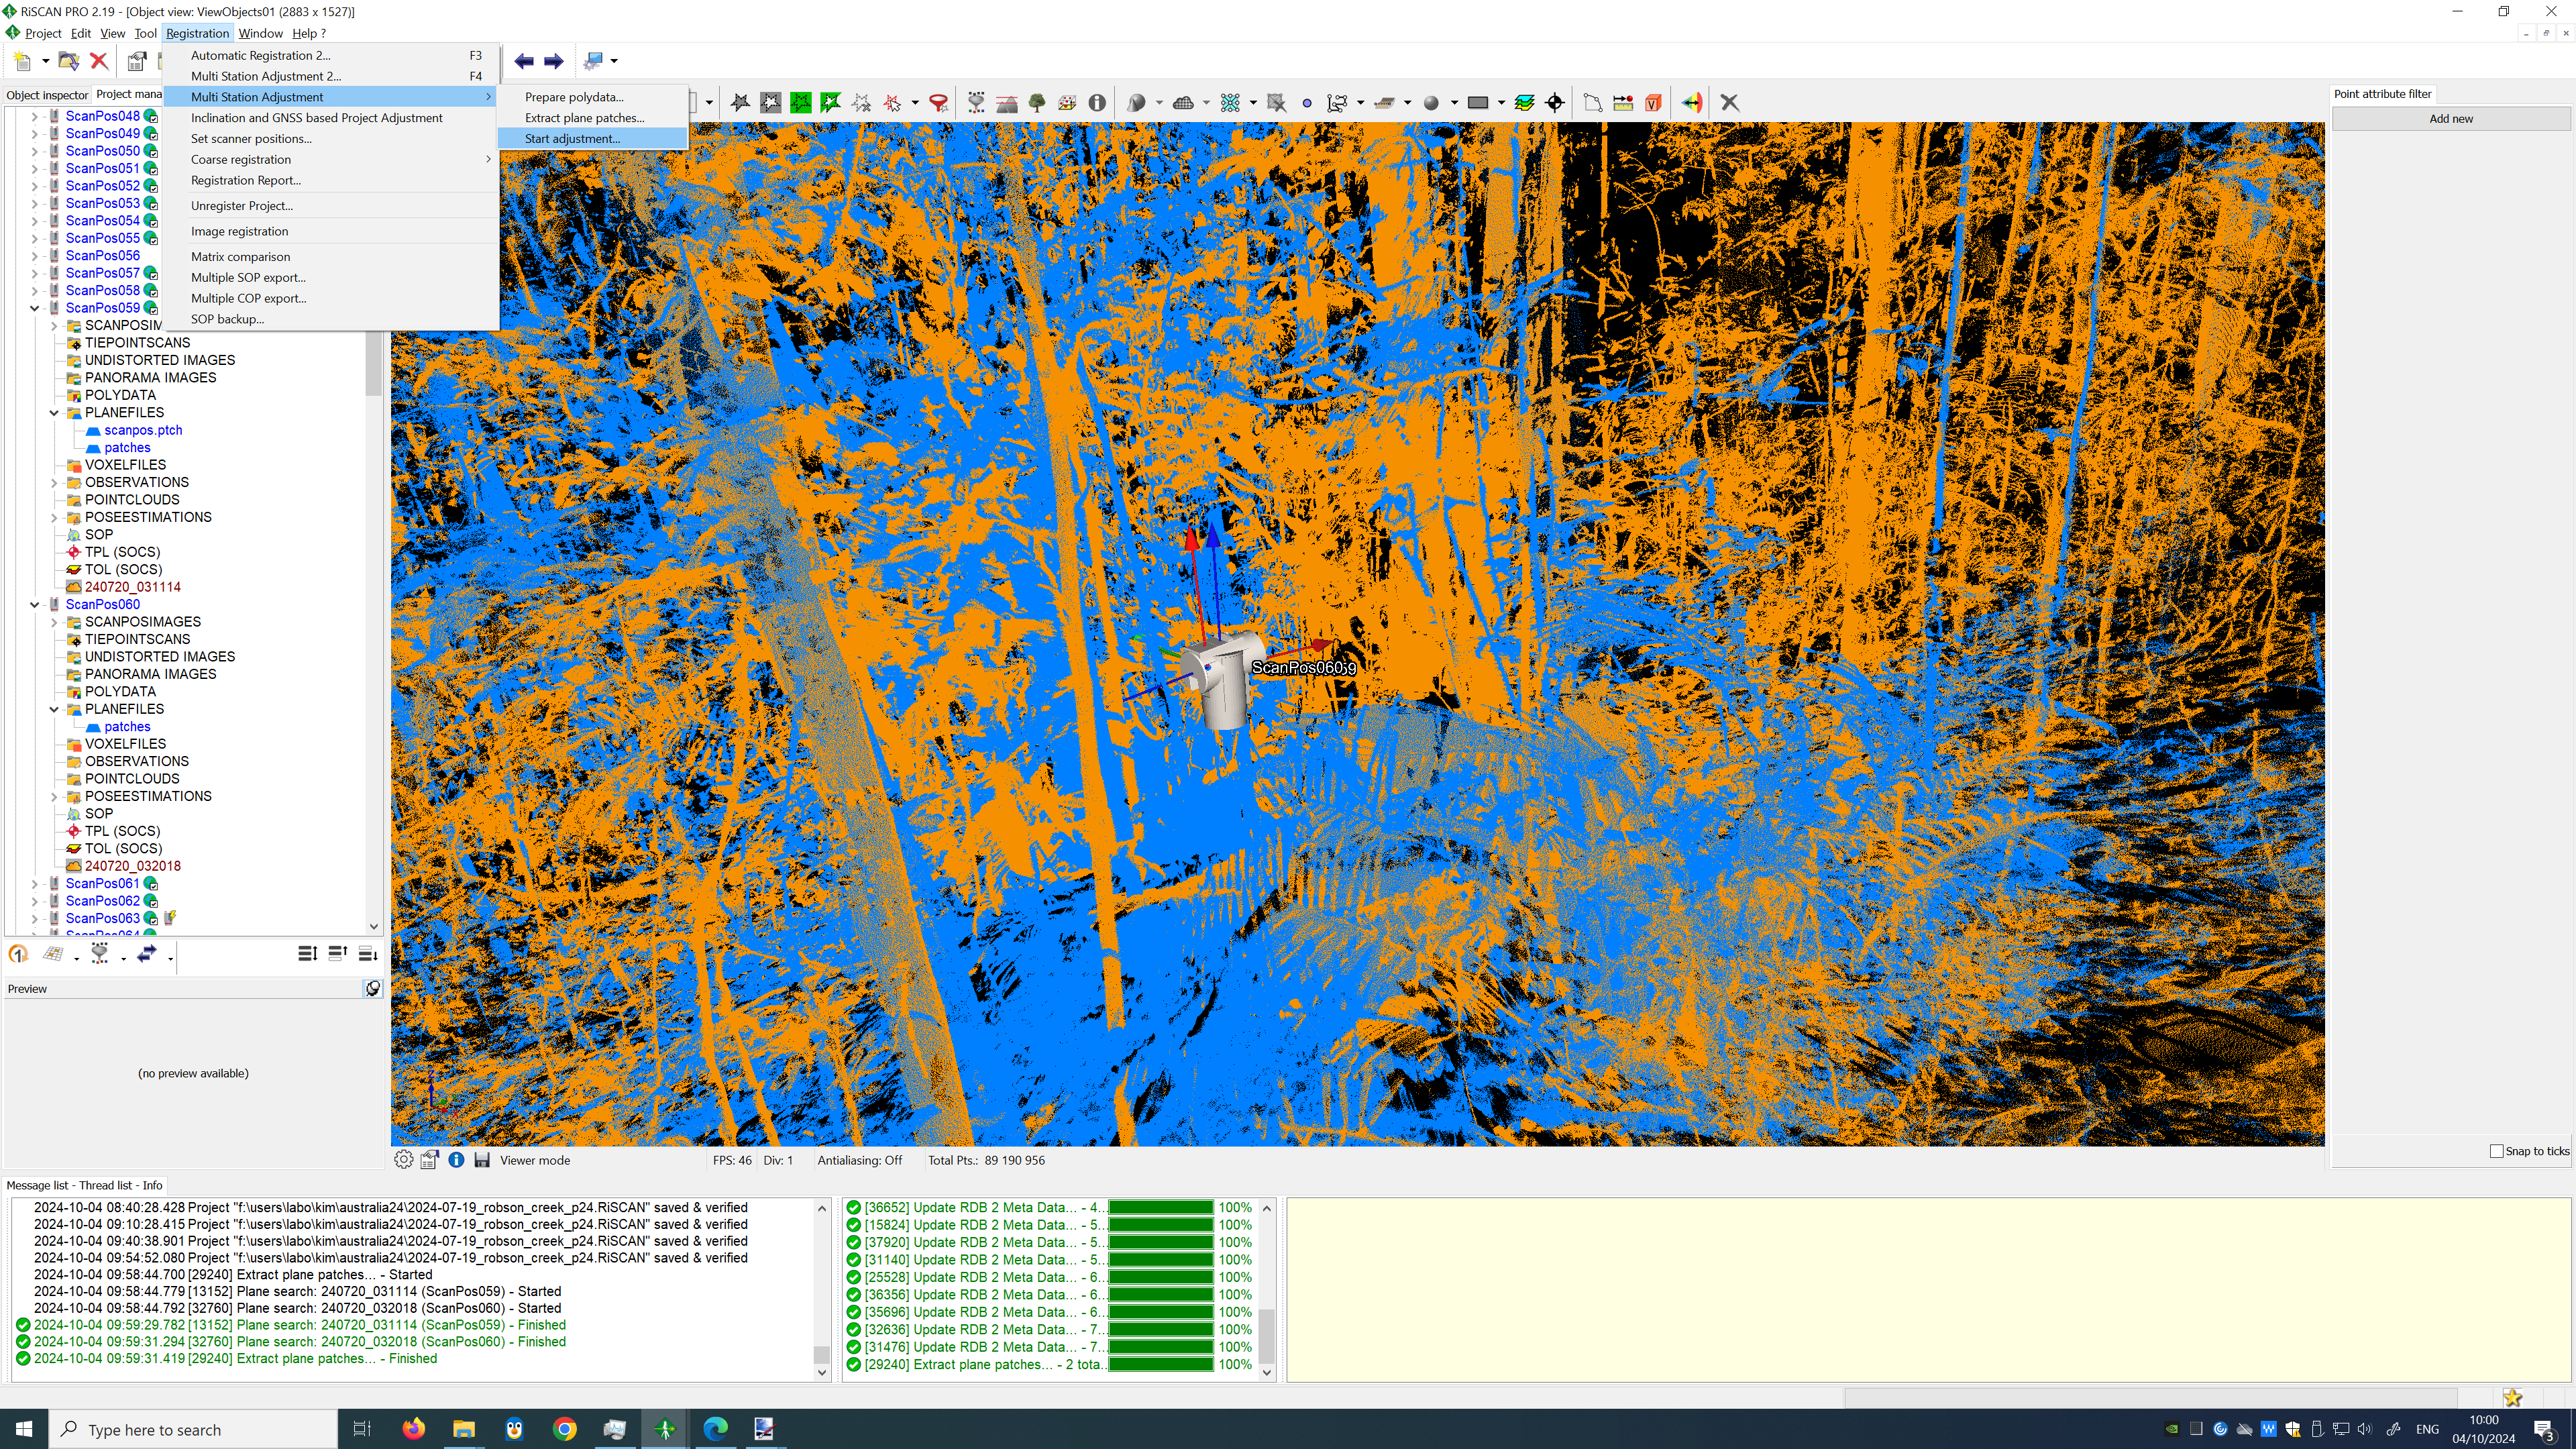 RiSCAN PRO 2.19 - [Object view: ViewObjects01 (2883 x 1527)]
Project Edit View Tool Registration Window Help ?
Automatic Registration 2... F3
Multi Station Adjustment 2... F4
Multi Station Adjustment
Inclination and GNSS based Project Adjustment
Set scanner positions...
Coarse registration
Registration Report...
Unregister Project...
Image registration
Matrix comparison
Multiple SOP export...
Multiple COP export...
SOP backup...
Prepare polydata...
Extract plane patches...
Start adjustment...
Object inspector Project mana
ScanPos048
ScanPos049
ScanPos050
ScanPos051
ScanPos052
ScanPos053
ScanPos054
ScanPos055
ScanPos056
ScanPos057
ScanPos058
ScanPos059
SCANPOSIM
TIEPOINTSCANS
UNDISTORTED IMAGES
PANORAMA IMAGES
POLYDATA
PLANEFILES
scanpos.ptch
patches
VOXELFILES
OBSERVATIONS
POINTCLOUDS
POSEESTIMATIONS
SOP
TPL (SOCS)
TOL (SOCS)
240720_031114
ScanPos060
SCANPOSIMAGES
TIEPOINTSCANS
UNDISTORTED IMAGES
PANORAMA IMAGES
POLYDATA
PLANEFILES
patches
VOXELFILES
OBSERVATIONS
POINTCLOUDS
POSEESTIMATIONS
SOP
TPL (SOCS)
TOL (SOCS)
240720_032018
ScanPos061
ScanPos062
ScanPos063
Preview
(no preview available)
ScanPos060
Point attribute filter
Add new
Snap to ticks
Viewer mode FPS: 46 Div: 1 Antialiasing: Off Total Pts.: 89 190 956
Message list - Thread list - Info
2024-10-04 08:40:28.428 Project "f:\users\labo\kim\australia24\2024-07-19_robson_creek_p24.RiSCAN" saved & verified
2024-10-04 09:10:28.415 Project "f:\users\labo\kim\australia24\2024-07-19_robson_creek_p24.RiSCAN" saved & verified
2024-10-04 09:40:38.901 Project "f:\users\labo\kim\australia24\2024-07-19_robson_creek_p24.RiSCAN" saved & verified
2024-10-04 09:54:52.080 Project "f:\users\labo\kim\australia24\2024-07-19_robson_creek_p24.RiSCAN" saved & verified
2024-10-04 09:58:44.700 [29240] Extract plane patches... - Started
2024-10-04 09:58:44.779 [13152] Plane search: 240720_031114 (ScanPos059) - Started
2024-10-04 09:58:44.792 [32760] Plane search: 240720_032018 (ScanPos060) - Started
2024-10-04 09:59:29.782 [13152] Plane search: 240720_031114 (ScanPos059) - Finished
2024-10-04 09:59:31.294 [32760] Plane search: 240720_032018 (ScanPos060) - Finished
2024-10-04 09:59:31.419 [29240] Extract plane patches... - Finished
[36652] Update RDB 2 Meta Data... - 4... 100%
[15824] Update RDB 2 Meta Data... - 5... 100%
[37920] Update RDB 2 Meta Data... - 5... 100%
[31140] Update RDB 2 Meta Data... - 5... 100%
[25528] Update RDB 2 Meta Data... - 6... 100%
[36356] Update RDB 2 Meta Data... - 6... 100%
[35696] Update RDB 2 Meta Data... - 6... 100%
[32636] Update RDB 2 Meta Data... - 7... 100%
[31476] Update RDB 2 Meta Data... - 7... 100%
[29240] Extract plane patches... - 2 tota... 100%
Type here to search
ENG
10:00
04/10/2024
3